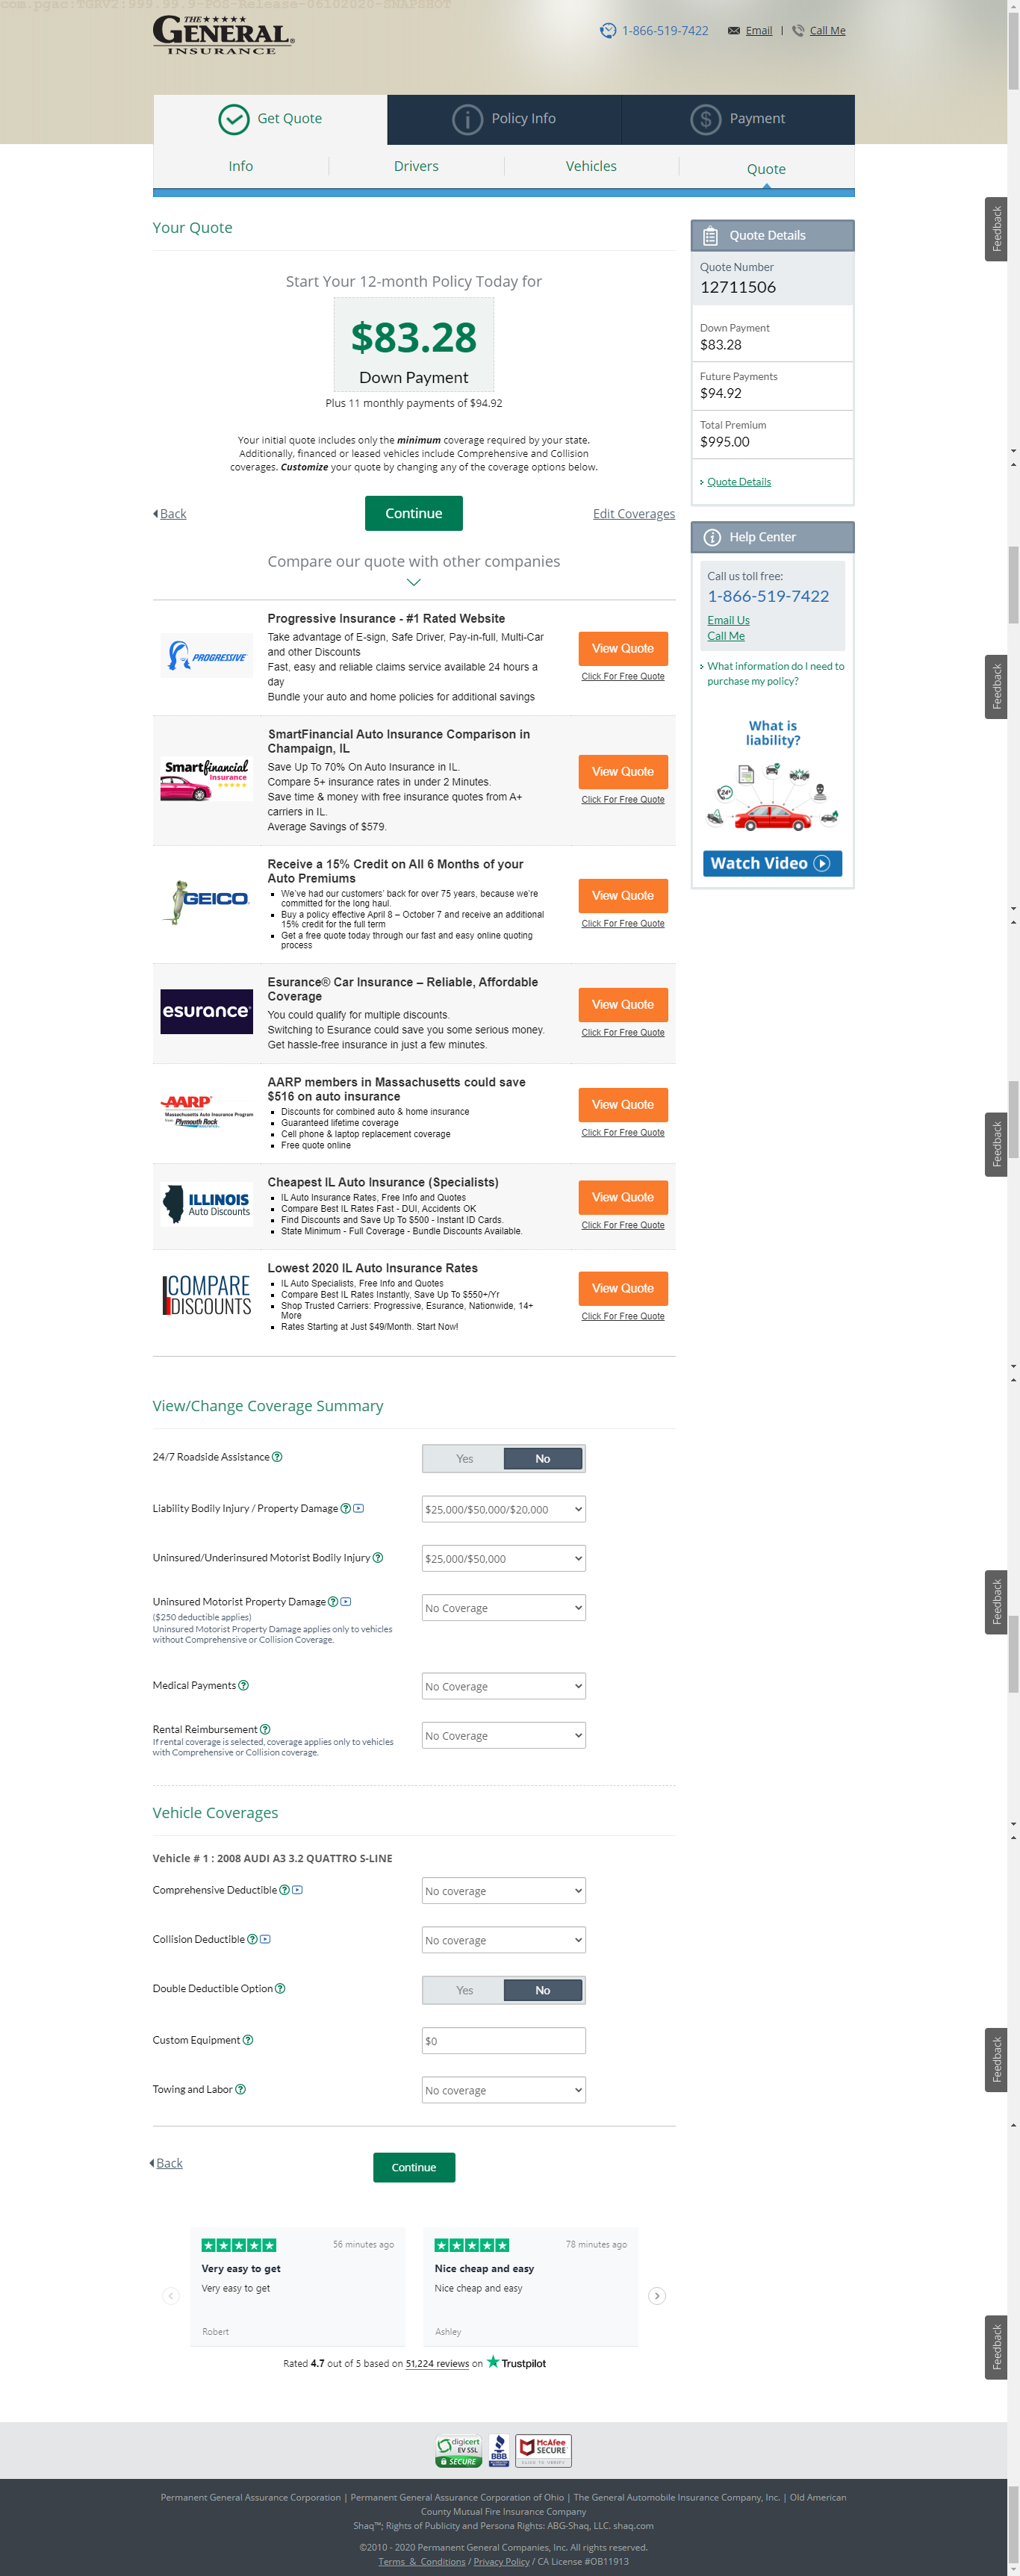 com.pgac:TGRV2:999.99.9-POS-Release-06102020-SNAPSHOT
THE ★★★★★
GENERAL®
INSURANCE
1-866-519-7422
Email | Call Me
Get Quote
Policy Info
Payment
Info
Drivers
Vehicles
Quote
Feedback
Your Quote
Start Your 12-month Policy Today for
$83.28
Down Payment
Plus 11 monthly payments of $94.92
Your initial quote includes only the minimum coverage required by your state.
Additionally, financed or leased vehicles include Comprehensive and Collision
coverages. Customize your quote by changing any of the coverage options below.
Back
Continue
Edit Coverages
Quote Details
Quote Number
12711506
Down Payment
$83.28
Future Payments
$94.92
Total Premium
$995.00
Quote Details
Help Center
Call us toll free:
1-866-519-7422
Email Us
Call Me
What information do I need to
purchase my policy?
What is
liability?
24H
Watch Video
Feedback
Compare our quote with other companies
PROGRESSIVE
Progressive Insurance - #1 Rated Website
Take advantage of E-sign, Safe Driver, Pay-in-full, Multi-Car
and other Discounts
Fast, easy and reliable claims service available 24 hours a
day
Bundle your auto and home policies for additional savings
View Quote
Click For Free Quote
Smartfinancial
Insurance
★★★★★
SmartFinancial Auto Insurance Comparison in
Champaign, IL
Save Up To 70% On Auto Insurance in IL.
Compare 5+ insurance rates in under 2 Minutes.
Save time & money with free insurance quotes from A+
carriers in IL.
Average Savings of $579.
View Quote
Click For Free Quote
GEICO.
Receive a 15% Credit on All 6 Months of your
Auto Premiums
We've had our customers' back for over 75 years, because we're
committed for the long haul.
Buy a policy effective April 8 – October 7 and receive an additional
15% credit for the full term
Get a free quote today through our fast and easy online quoting
process
View Quote
Click For Free Quote
esurance®
Esurance® Car Insurance – Reliable, Affordable
Coverage
You could qualify for multiple discounts.
Switching to Esurance could save you some serious money.
Get hassle-free insurance in just a few minutes.
View Quote
Click For Free Quote
AARP
Massachusetts Auto Insurance Program
from Plymouth Rock
AARP members in Massachusetts could save
$516 on auto insurance
Discounts for combined auto & home insurance
Guaranteed lifetime coverage
Cell phone & laptop replacement coverage
Free quote online
View Quote
Click For Free Quote
Feedback
ILLINOIS
Auto Discounts
Cheapest IL Auto Insurance (Specialists)
IL Auto Insurance Rates, Free Info and Quotes
Compare Best IL Rates Fast - DUI, Accidents OK
Find Discounts and Save Up To $500 - Instant ID Cards.
State Minimum - Full Coverage - Bundle Discounts Available.
View Quote
Click For Free Quote
COMPARE
DISCOUNTS
Lowest 2020 IL Auto Insurance Rates
IL Auto Specialists, Free Info and Quotes
Compare Best IL Rates Instantly, Save Up To $550+/Yr
Shop Trusted Carriers: Progressive, Esurance, Nationwide, 14+
More
Rates Starting at Just $49/Month. Start Now!
View Quote
Click For Free Quote
View/Change Coverage Summary
24/7 Roadside Assistance
Yes
No
Liability Bodily Injury / Property Damage
$25,000/$50,000/$20,000
Uninsured/Underinsured Motorist Bodily Injury
$25,000/$50,000
Uninsured Motorist Property Damage
($250 deductible applies)
Uninsured Motorist Property Damage applies only to vehicles
without Comprehensive or Collision Coverage.
No Coverage
Feedback
Medical Payments
No Coverage
Rental Reimbursement
If rental coverage is selected, coverage applies only to vehicles
with Comprehensive or Collision coverage.
No Coverage
Vehicle Coverages
Vehicle # 1 : 2008 AUDI A3 3.2 QUATTRO S-LINE
Comprehensive Deductible
No coverage
Collision Deductible
No coverage
Double Deductible Option
Yes
No
Custom Equipment
$0
Towing and Labor
No coverage
Feedback
Back
Continue
56 minutes ago
Very easy to get
Very easy to get
Robert
78 minutes ago
Nice cheap and easy
Nice cheap and easy
Ashley
Rated 4.7 out of 5 based on 51,224 reviews on Trustpilot
Feedback
digicert
EV SSL
SECURE
BBB
McAfee
SECURE
CLICK TO VERIFY
Permanent General Assurance Corporation | Permanent General Assurance Corporation of Ohio | The General Automobile Insurance Company, Inc. | Old American
County Mutual Fire Insurance Company
Shaq™; Rights of Publicity and Persona Rights: ABG-Shaq, LLC. shaq.com
©2010 - 2020 Permanent General Companies, Inc. All rights reserved.
Terms & Conditions / Privacy Policy / CA License #OB11913